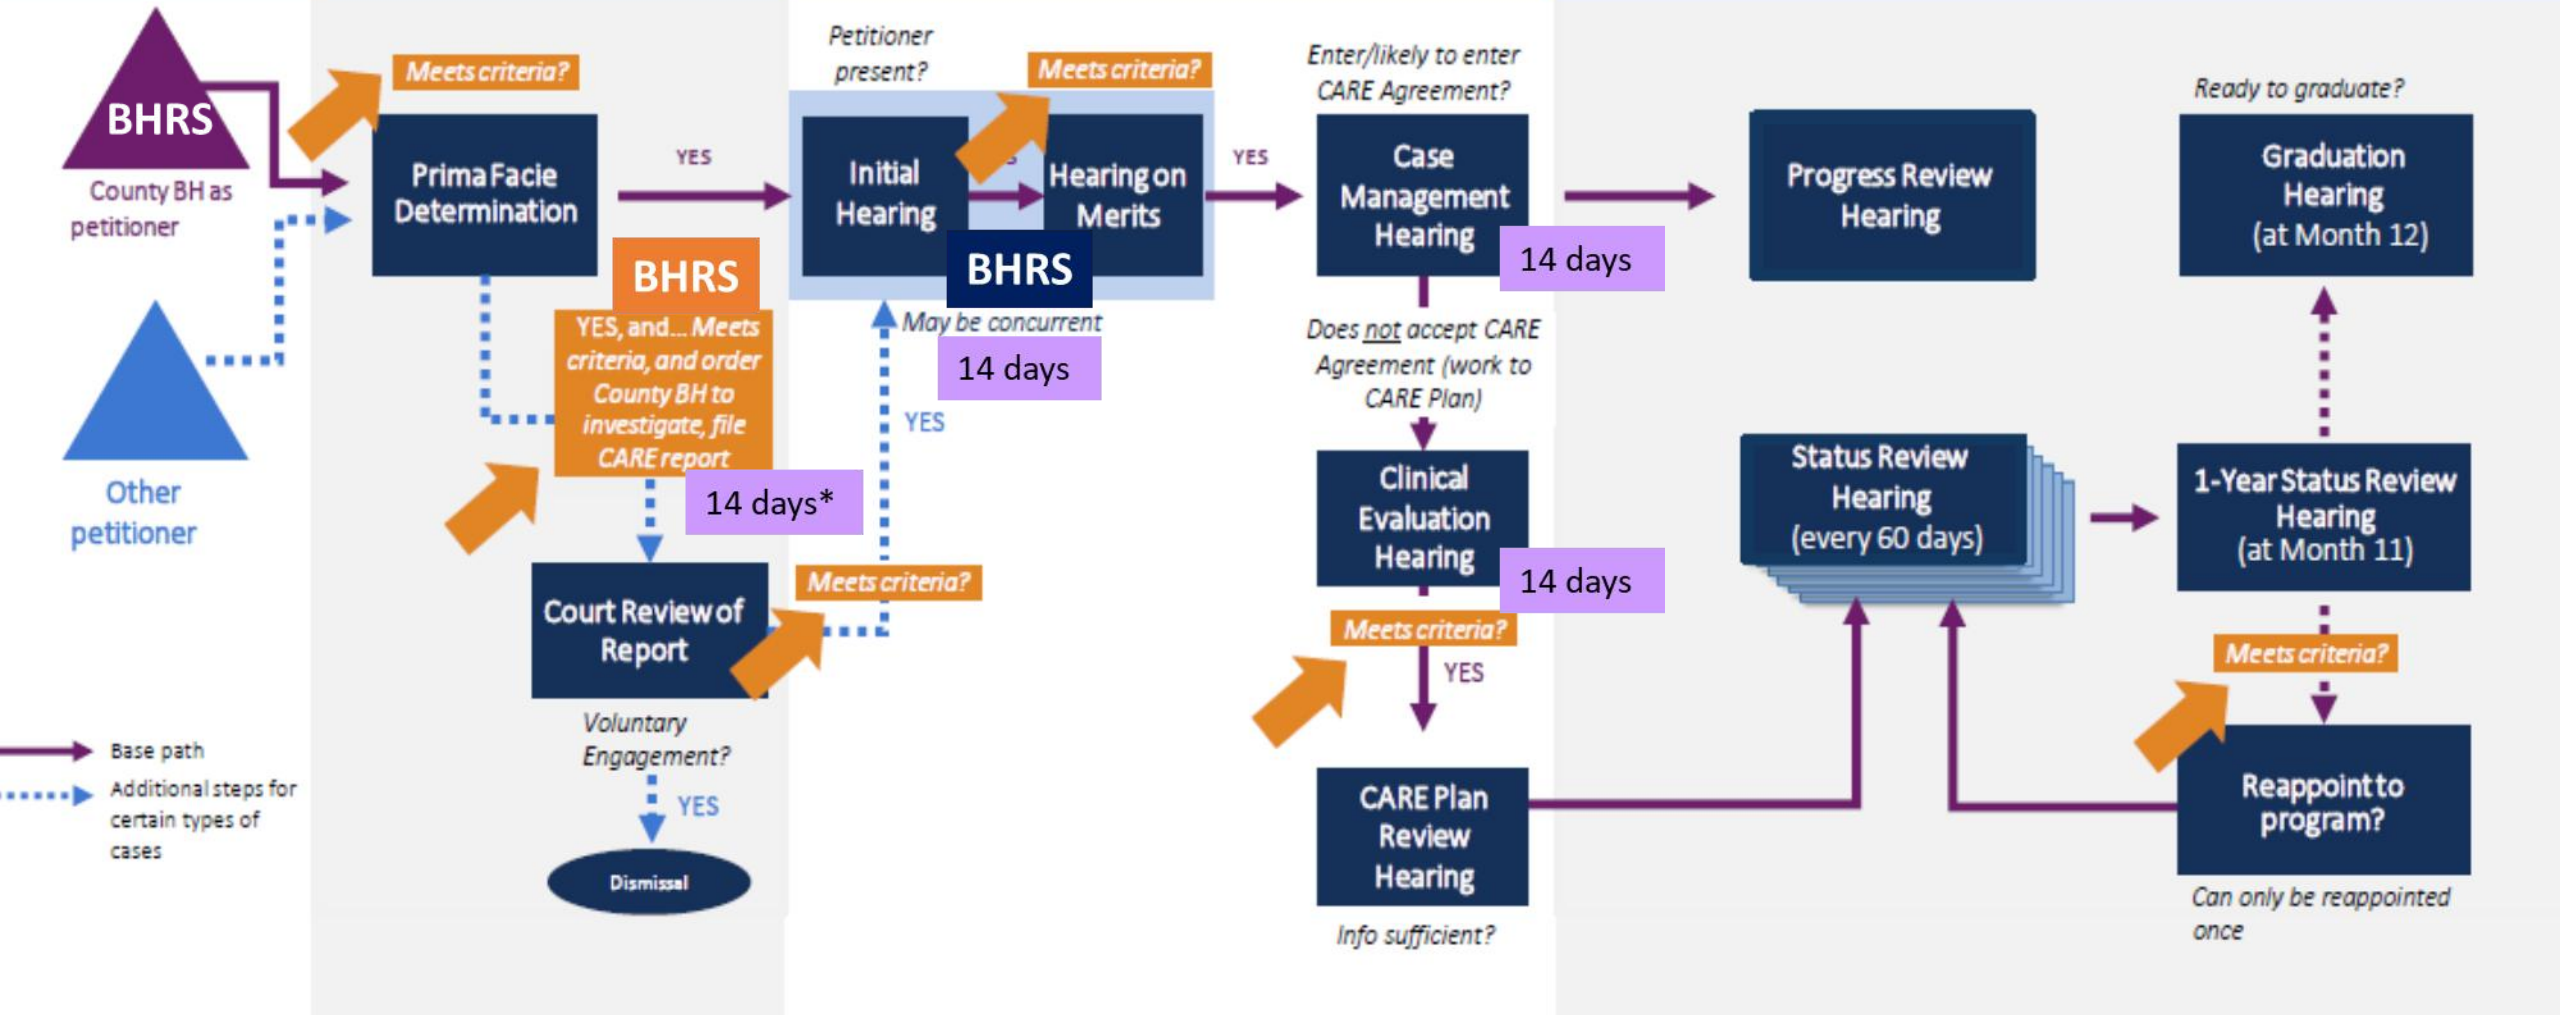 BHRS
County BH as
petitioner
Other
petitioner
Base path
Additional steps for
certain types of
cases
Meets criteria?
Prima Facie
Determination
YES
BHRS
YES, and... Meets
criteria, and order
County BH to
investigate, file
CARE report
14 days*
Court Review of
Report
Meets criteria?
Voluntary
Engagement?
YES
Dismissal
YES
Petitioner
present?
Meets criteria?
Initial
Hearing
Hearing on
Merits
BHRS
May be concurrent
14 days
YES
Enter/likely to enter
CARE Agreement?
Case
Management
Hearing
14 days
Does not accept CARE
Agreement (work to
CARE Plan)
Clinical
Evaluation
Hearing
14 days
Meets criteria?
YES
CARE Plan
Review
Hearing
Info sufficient?
Progress Review
Hearing
Status Review
Hearing
(every 60 days)
Ready to graduate?
Graduation
Hearing
(at Month 12)
1-Year Status Review
Hearing
(at Month 11)
Meets criteria?
Reappoint to
program?
Can only be reappointed
once